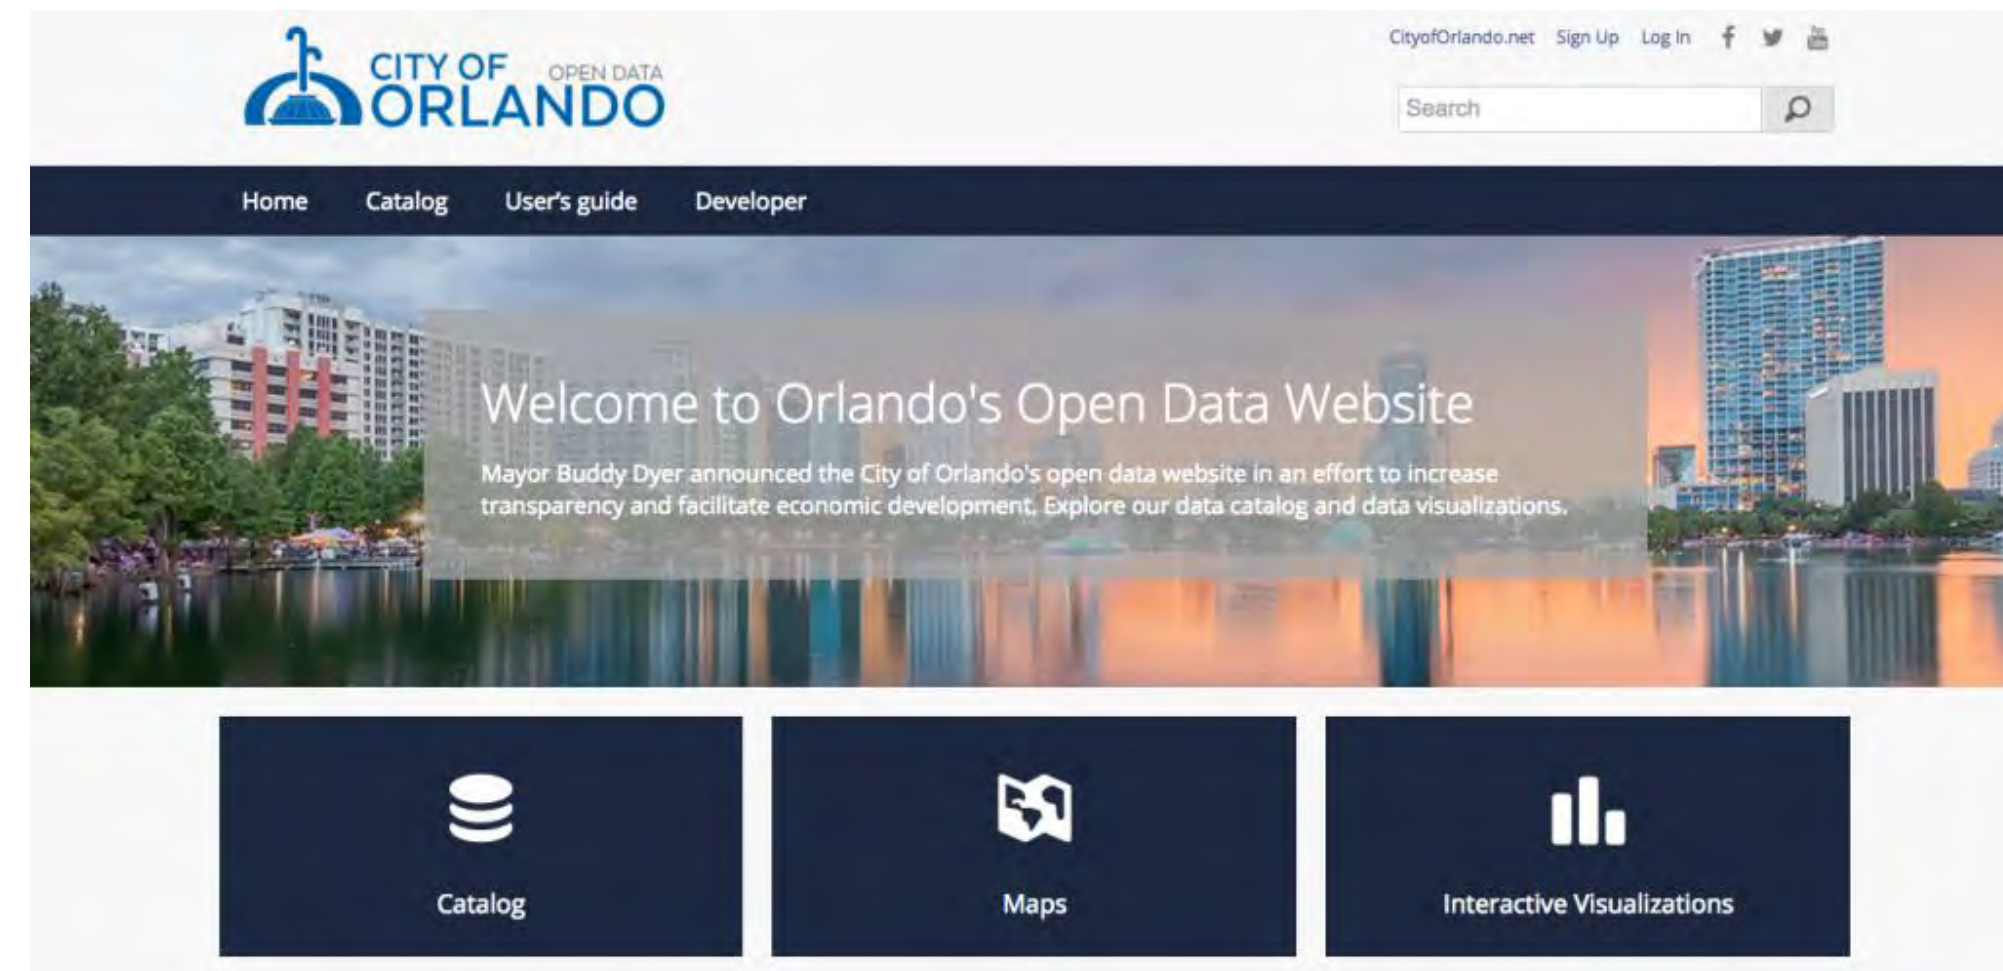 CityofOrlando.net Sign Up Log In
CITY OF OPEN DATA
ORLANDO
Search
Home Catalog User's guide Developer
Welcome to Orlando's Open Data Website
Mayor Buddy Dyer announced the City of Orlando's open data website in an effort to increase
transparency and facilitate economic development. Explore our data catalog and data visualizations.
Catalog Maps Interactive Visualizations